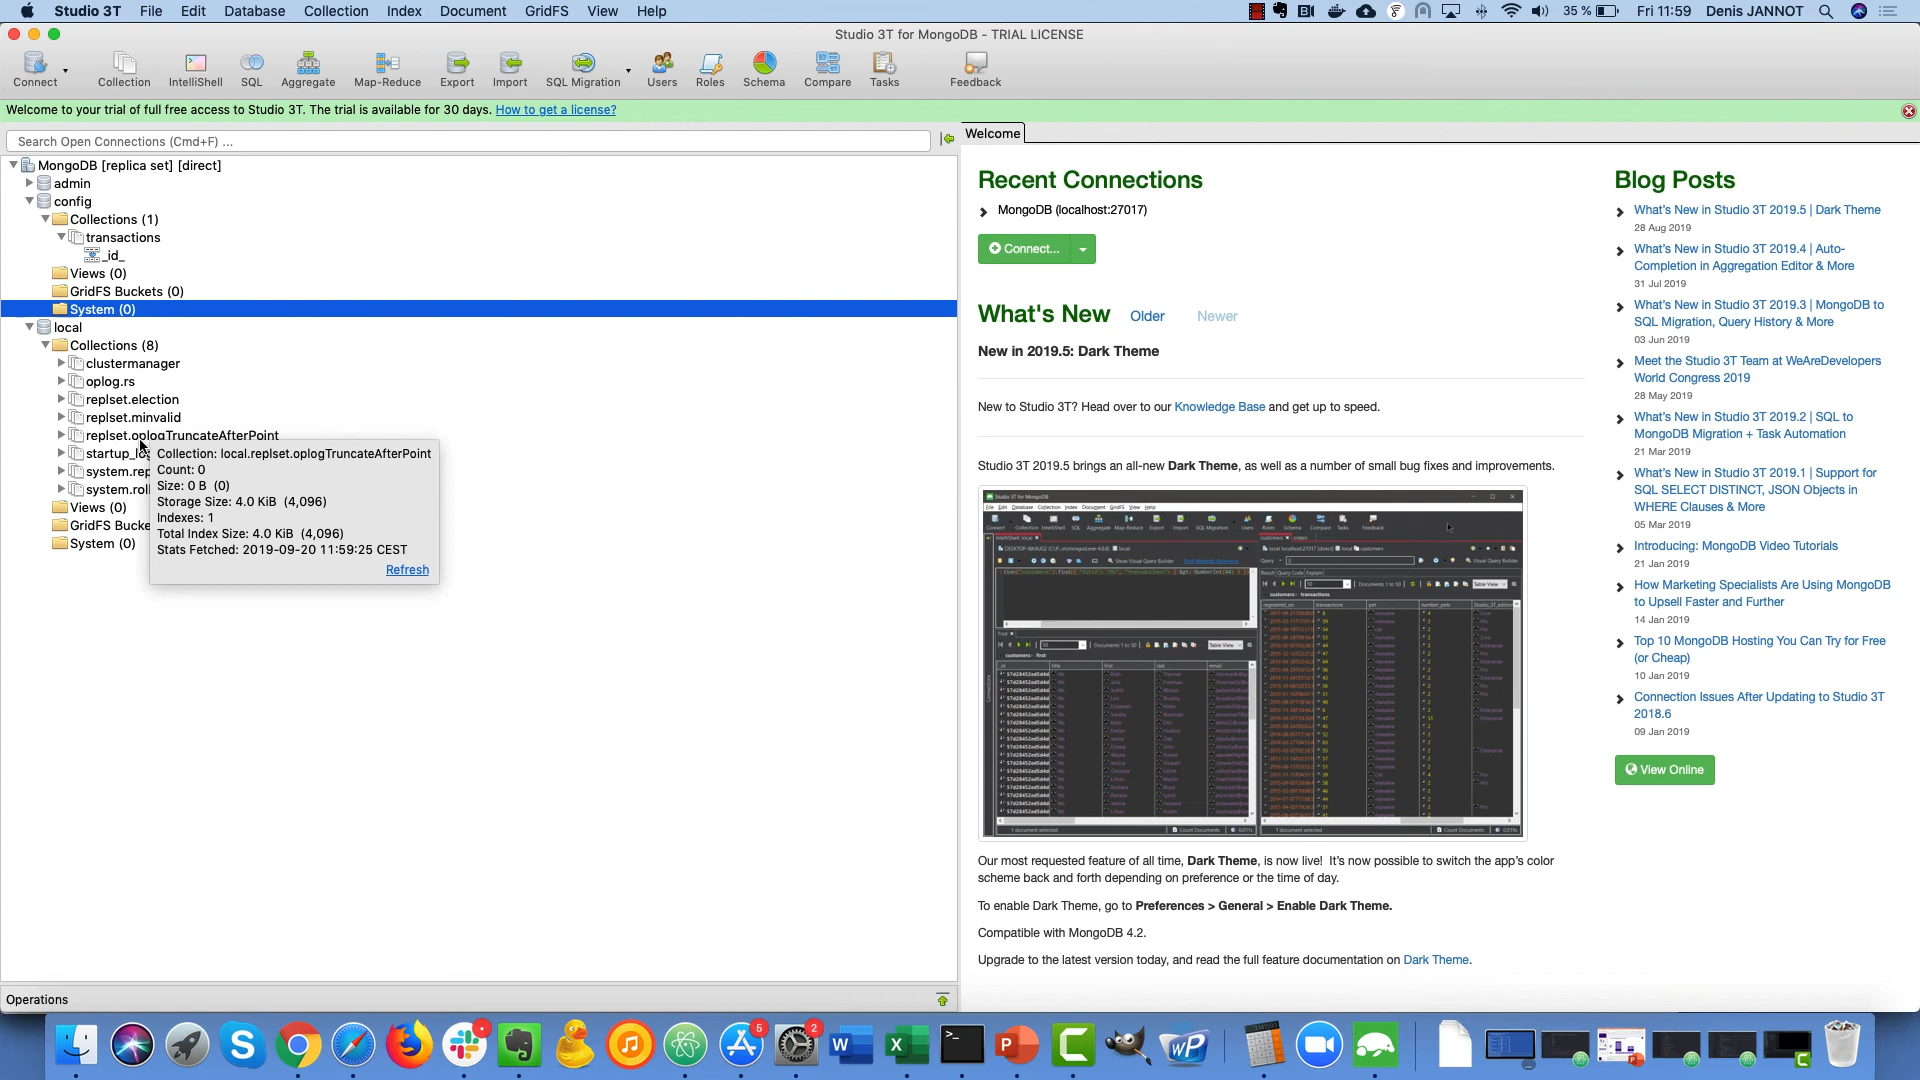 Studio 3T File Edit Database Collection Index Document GridFS View Help
35 % Fri 11:59 Denis JANNOT
Studio 3T for MongoDB - TRIAL LICENSE
Connect Collection IntelliShell SQL Aggregate Map-Reduce Export Import SQL Migration Users Roles Schema Compare Tasks Feedback
Welcome to your trial of full free access to Studio 3T. The trial is available for 30 days. How to get a license?
Search Open Connections (Cmd+F) ...
MongoDB [replica set] [direct]
admin
config
Collections (1)
transactions
_id_
Views (0)
GridFS Buckets (0)
System (0)
local
Collections (8)
clustermanager
oplog.rs
replset.election
replset.minvalid
replset.oplogTruncateAfterPoint
startup_lo
system.rep
system.roll
Views (0)
GridFS Bucke
System (0)
Collection: local.replset.oplogTruncateAfterPoint
Count: 0
Size: 0 B (0)
Storage Size: 4.0 KiB (4,096)
Indexes: 1
Total Index Size: 4.0 KiB (4,096)
Stats Fetched: 2019-09-20 11:59:25 CEST
Refresh
Operations
Welcome
Recent Connections
MongoDB (localhost:27017)
Connect...
What's New Older Newer
New in 2019.5: Dark Theme
New to Studio 3T? Head over to our Knowledge Base and get up to speed.
Studio 3T 2019.5 brings an all-new Dark Theme, as well as a number of small bug fixes and improvements.
Studio 3T for MongoDB
Our most requested feature of all time, Dark Theme, is now live! It's now possible to switch the app's color
scheme back and forth depending on preference or the time of day.
To enable Dark Theme, go to Preferences > General > Enable Dark Theme.
Compatible with MongoDB 4.2.
Upgrade to the latest version today, and read the full feature documentation on Dark Theme.
Blog Posts
What's New in Studio 3T 2019.5 | Dark Theme
28 Aug 2019
What's New in Studio 3T 2019.4 | Auto-
Completion in Aggregation Editor & More
31 Jul 2019
What's New in Studio 3T 2019.3 | MongoDB to
SQL Migration, Query History & More
03 Jun 2019
Meet the Studio 3T Team at WeAreDevelopers
World Congress 2019
28 May 2019
What's New in Studio 3T 2019.2 | SQL to
MongoDB Migration + Task Automation
21 Mar 2019
What's New in Studio 3T 2019.1 | Support for
SQL SELECT DISTINCT, JSON Objects in
WHERE Clauses & More
05 Mar 2019
Introducing: MongoDB Video Tutorials
21 Jan 2019
How Marketing Specialists Are Using MongoDB
to Upsell Faster and Further
14 Jan 2019
Top 10 MongoDB Hosting You Can Try for Free
(or Cheap)
10 Jan 2019
Connection Issues After Updating to Studio 3T
2018.6
09 Jan 2019
View Online
5
2